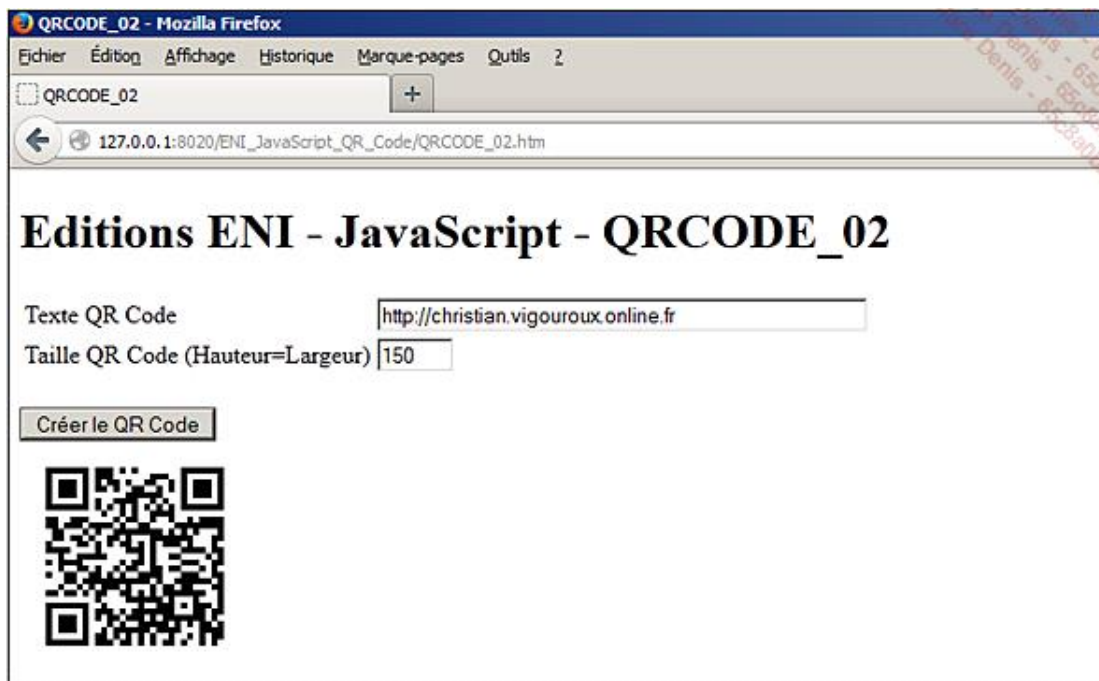 QRCODE_02 - Mozilla Firefox
Fichier Édition Affichage Historique Marque-pages Outils ?
QRCODE_02 +
127.0.0.1:8020/ENI_JavaScript_QR_Code/QRCODE_02.htm
Editions ENI - JavaScript - QRCODE_02
Texte QR Code http://christian.vigouroux.online.fr
Taille QR Code (Hauteur=Largeur) 150
Créer le QR Code